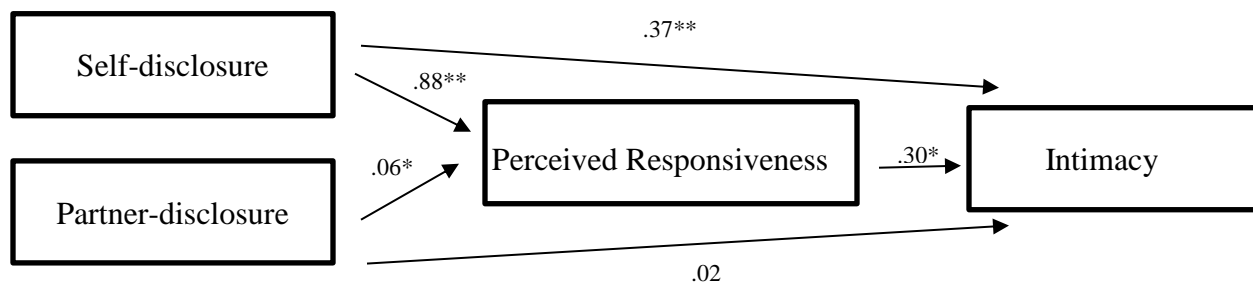 .37**
Self-disclosure
.88**
Perceived Responsiveness
.30*
Intimacy
.06*
Partner-disclosure
.02